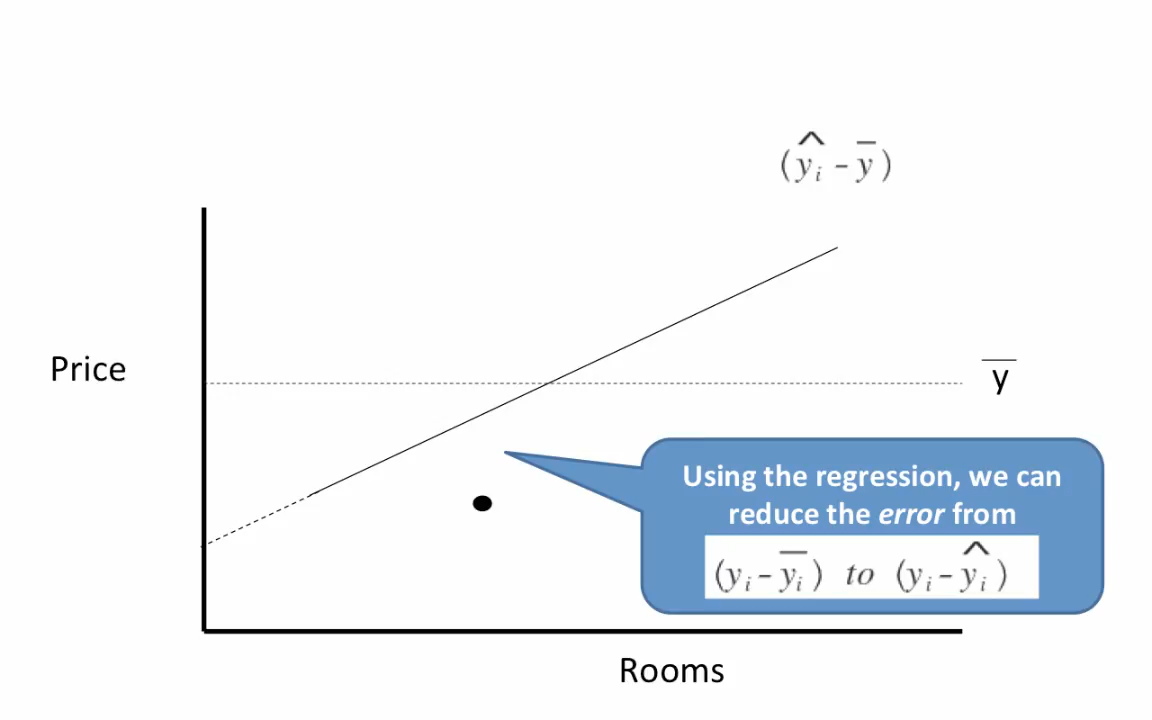 (ŷᵢ – ȳ)
Price
ȳ
Using the regression, we can
reduce the error from
(yᵢ – ȳᵢ) to (yᵢ – ŷᵢ)
Rooms